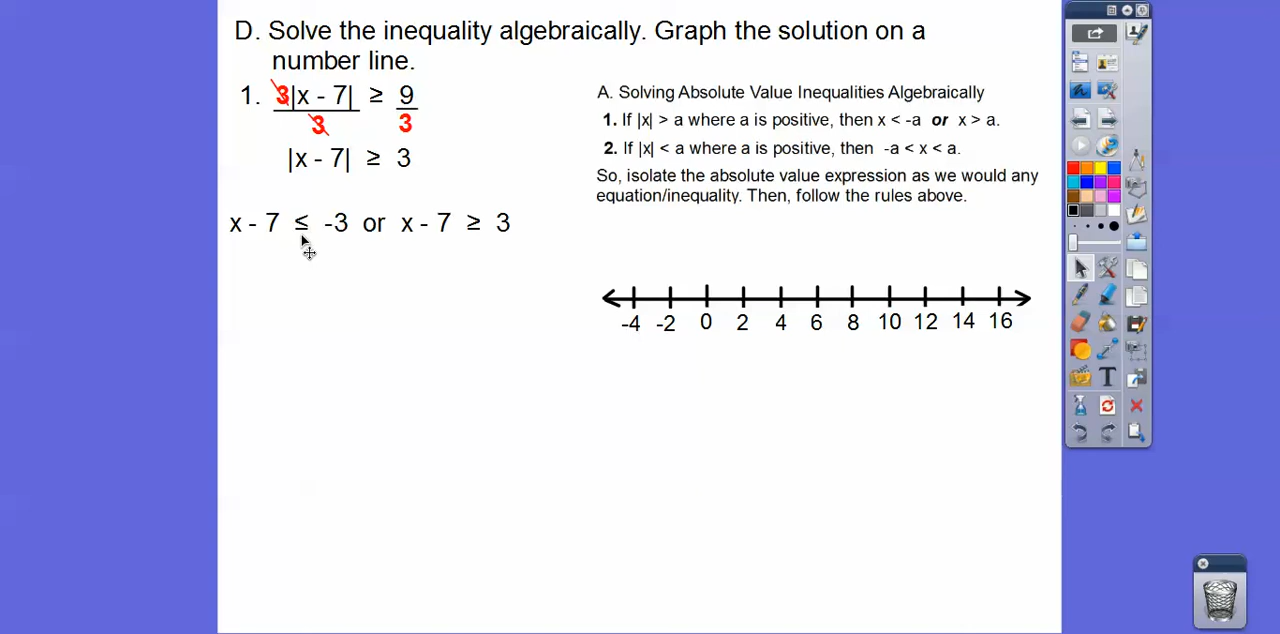 D. Solve the inequality algebraically. Graph the solution on a
number line.
1. 3|x - 7| ≥ 9
3 3
|x - 7| ≥ 3
x - 7 ≤ -3 or x - 7 ≥ 3
A. Solving Absolute Value Inequalities Algebraically
1. If |x| > a where a is positive, then x < -a or x > a.
2. If |x| < a where a is positive, then -a < x < a.
So, isolate the absolute value expression as we would any
equation/inequality. Then, follow the rules above.
-4 -2 0 2 4 6 8 10 12 14 16